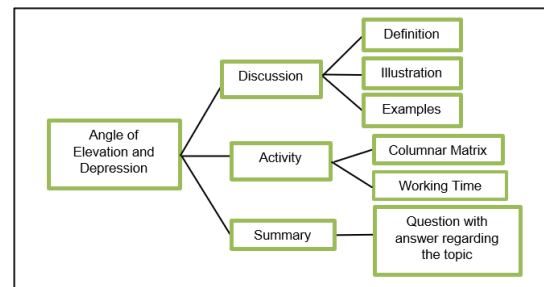 Definition
Discussion
Illustration
Examples
Angle of
Elevation and
Depression
Activity
Columnar Matrix
Working Time
Summary
Question with
answer regarding
the topic